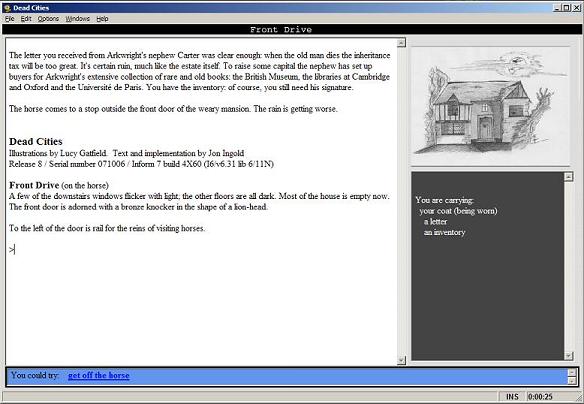 Dead Cities
File Edit Options Windows Help
Front Drive
The letter you received from Arkwright's nephew Carter was clear enough: when the old man dies the inheritance
tax will be too great. It's certain ruin, much like the estate itself. To raise some capital the nephew has set up
buyers for Arkwright's extensive collection of rare and old books: the British Museum, the libraries at Cambridge
and Oxford and the Université de Paris. You have the inventory: of course, you still need his signature.
The horse comes to a stop outside the front door of the weary mansion. The rain is getting worse.
Dead Cities
Illustrations by Lucy Gatfield. Text and implementation by Jon Ingold
Release 8 / Serial number 071006 / Inform 7 build 4X60 (I6/v6.31 lib 6/11N)
Front Drive (on the horse)
A few of the downstairs windows flicker with light; the other floors are all dark. Most of the house is empty now.
The front door is adorned with a bronze knocker in the shape of a lion-head.
To the left of the door is rail for the reins of visiting horses.
>
You are carrying:
your coat (being worn)
a letter
an inventory
You could try: get off the horse
INS 0:00:25